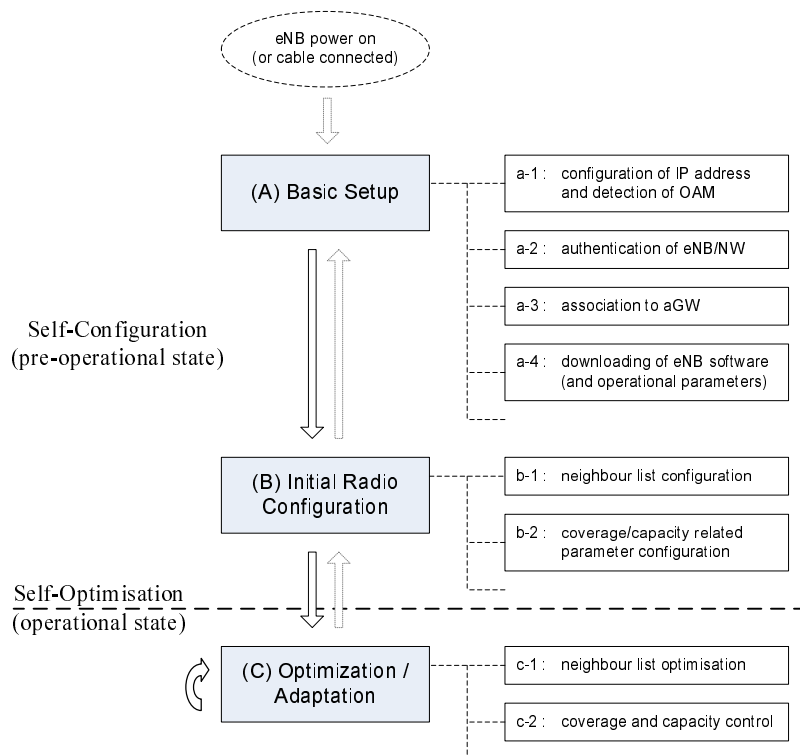 eNB power on
(or cable connected)
(A) Basic Setup
a-1 : configuration of IP address
and detection of OAM
a-2 : authentication of eNB/NW
a-3 : association to aGW
a-4 : downloading of eNB software
(and operational parameters)
Self-Configuration
(pre-operational state)
(B) Initial Radio
Configuration
b-1 : neighbour list configuration
b-2 : coverage/capacity related
parameter configuration
Self-Optimisation
(operational state)
(C) Optimization /
Adaptation
c-1 : neighbour list optimisation
c-2 : coverage and capacity control